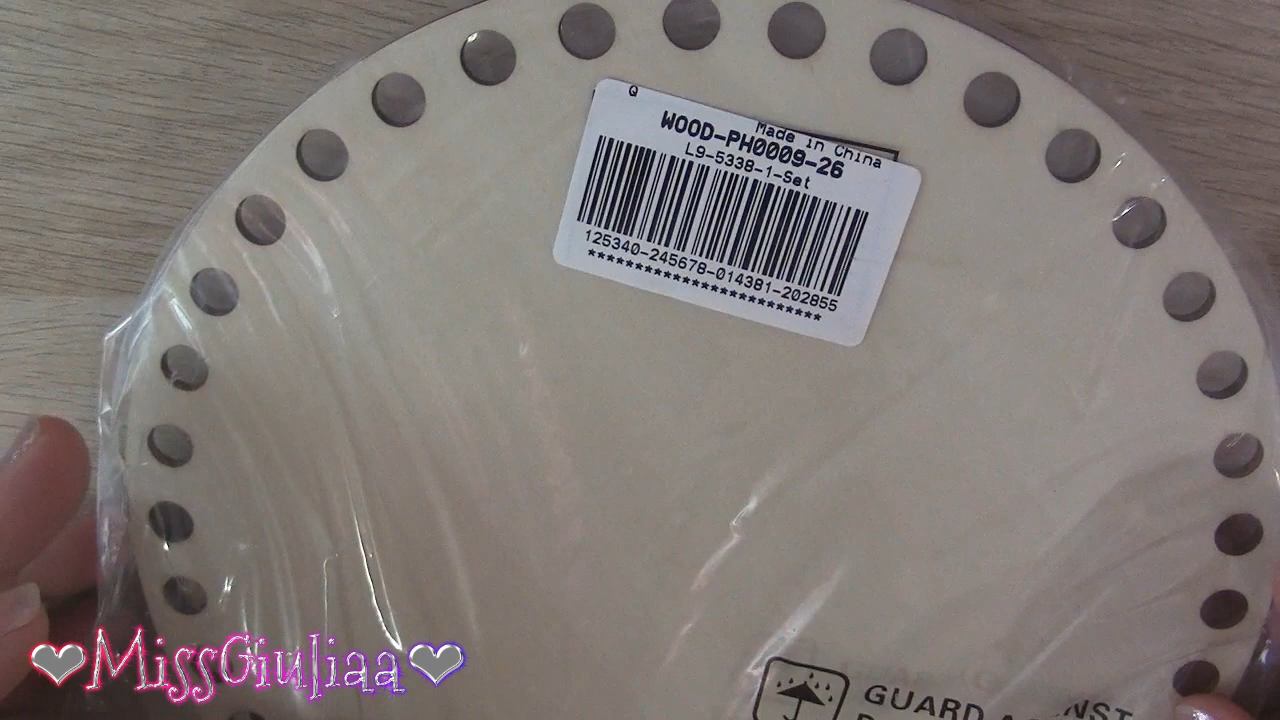 Q
Made in China
WOOD-PH0009-26
L9-5338-1-Set
125340-245678-014381-202855
**************************
❤MissGiuliaa❤
GUARD